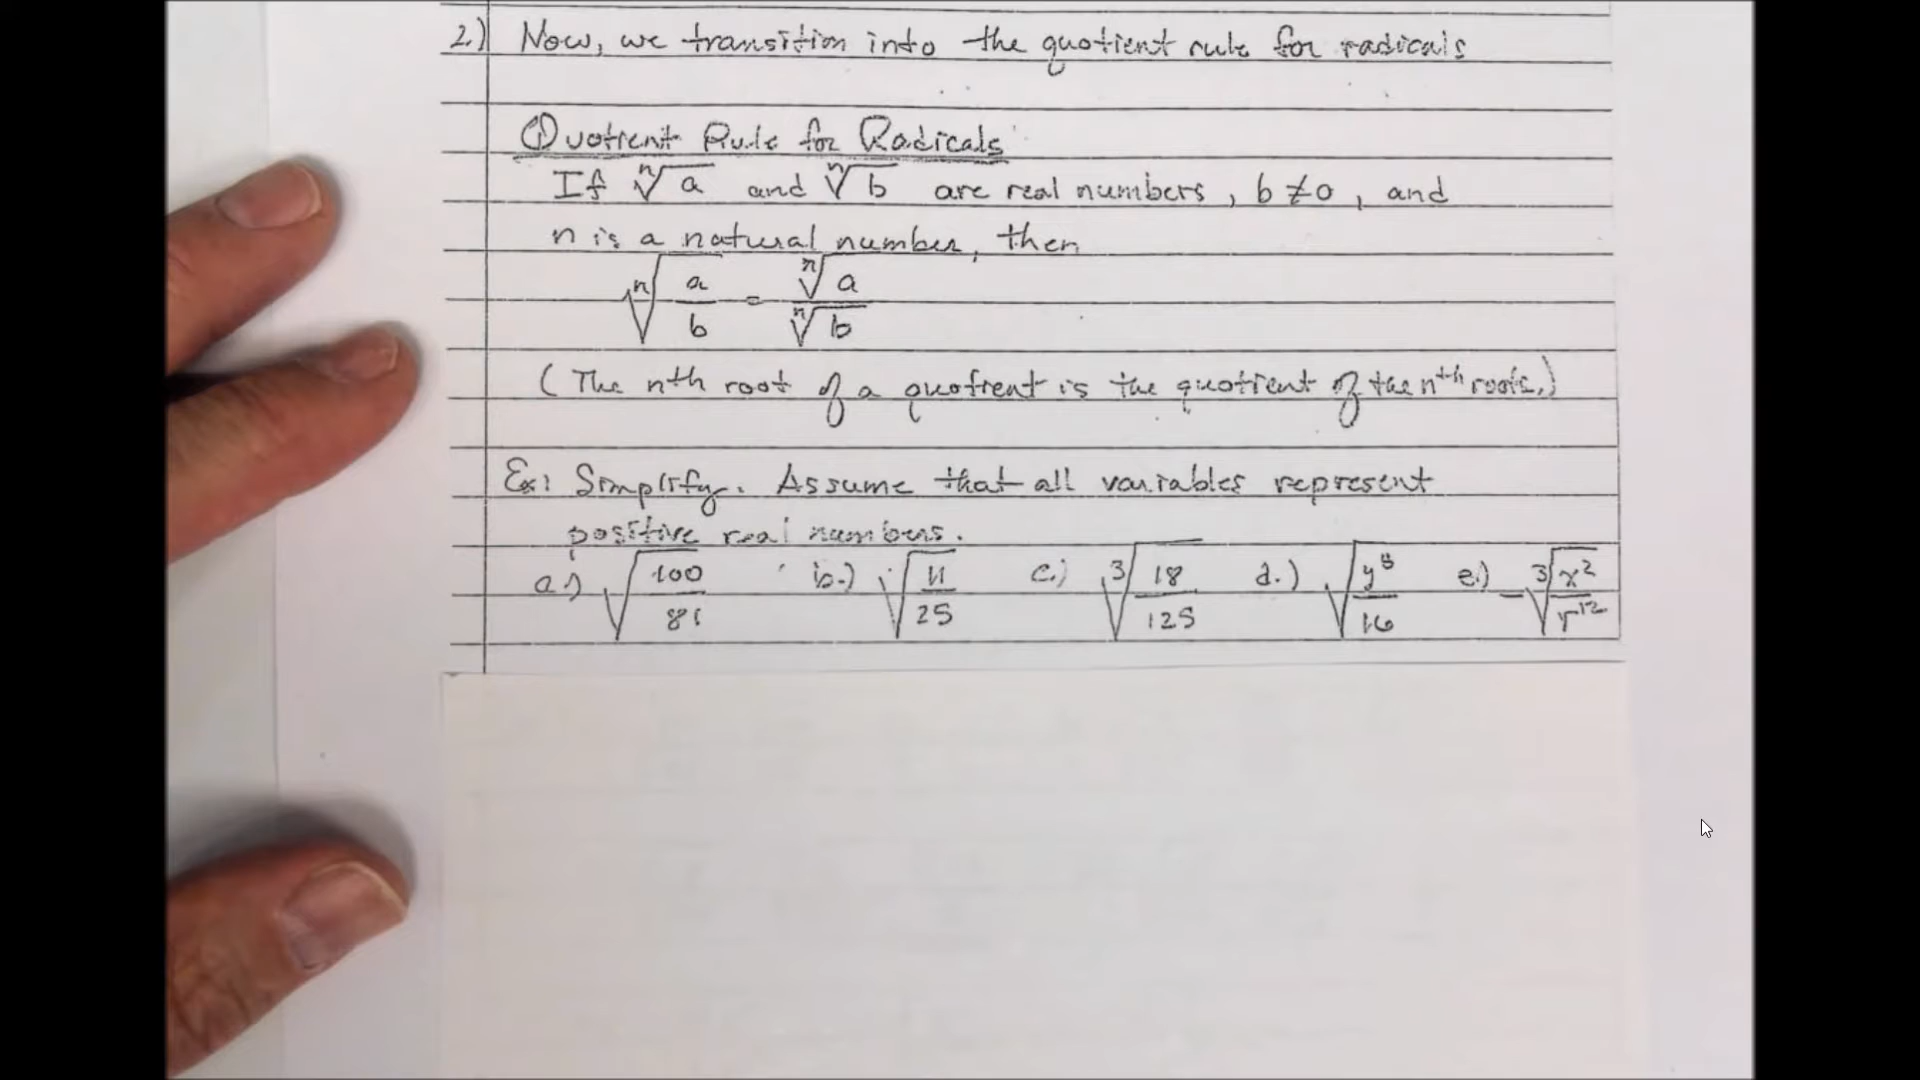 2.) Now, we transition into the quotient rule for radicals
Quotient Rule for Radicals
If ⁿ√a and ⁿ√b are real numbers, b ≠ 0, and
n is a natural number, then
ⁿ√(a/b) = ⁿ√a / ⁿ√b
(The nth root of a quotient is the quotient of the nᵗʰ roots.)
Ex: Simplify. Assume that all variables represent
positive real numbers.
a.) √(100/81) b.) √(11/25) c.) ³√(18/125) d.) √(y⁸/16) e.) -³√(x²/r¹²)